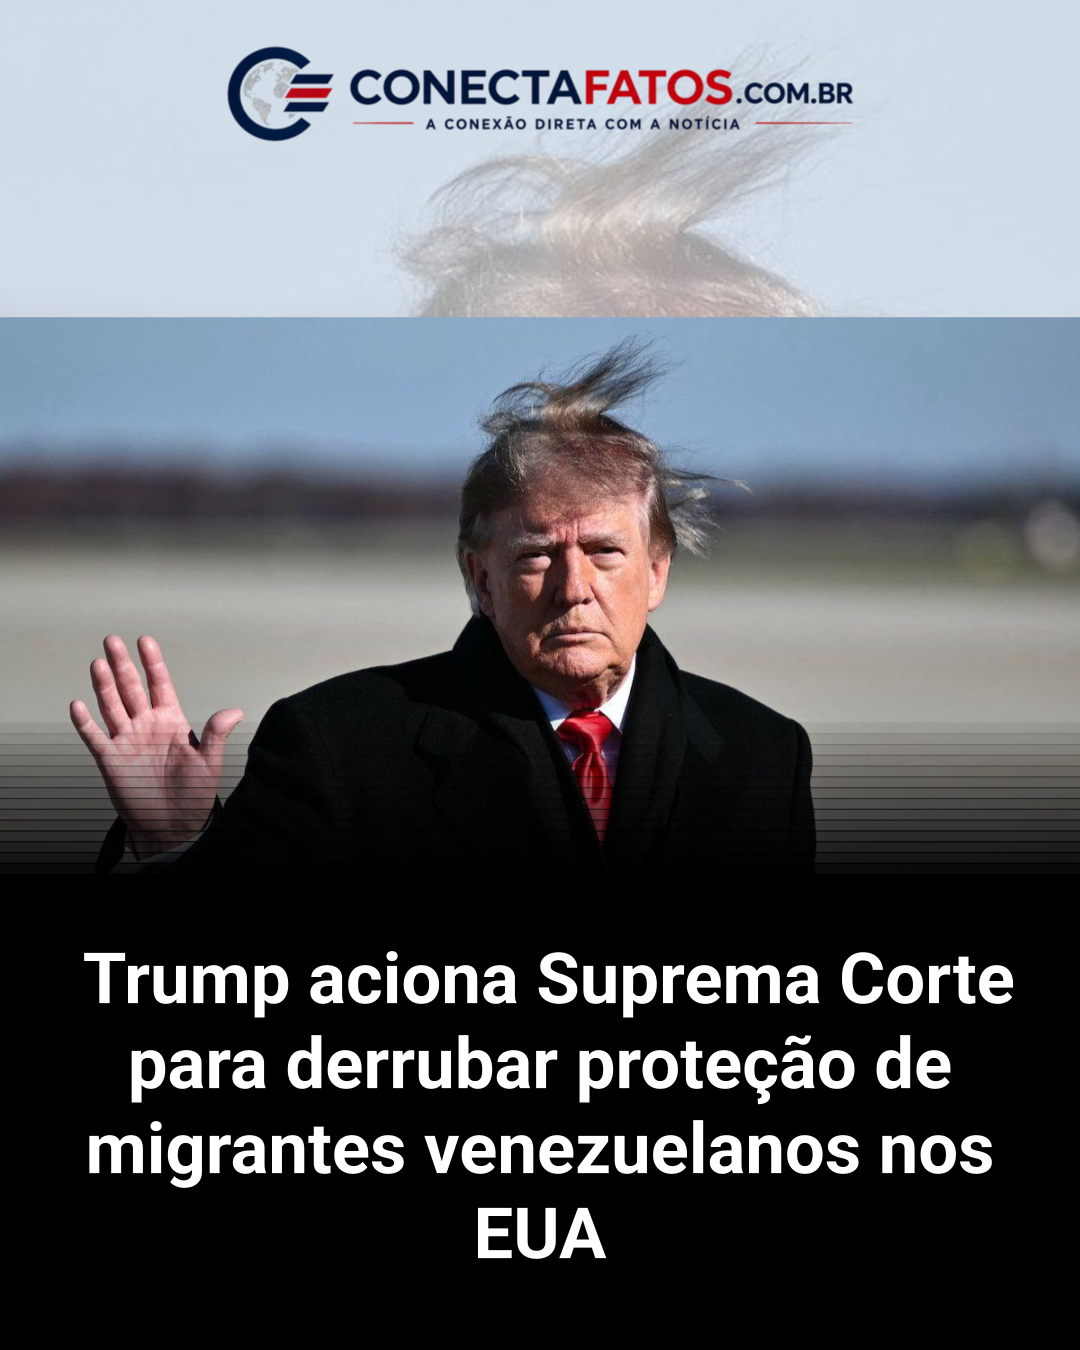 CONECTAFATOS.COM.BR
A CONEXÃO DIRETA COM A NOTÍCIA
Trump aciona Suprema Corte
para derrubar proteção de
migrantes venezuelanos nos
EUA